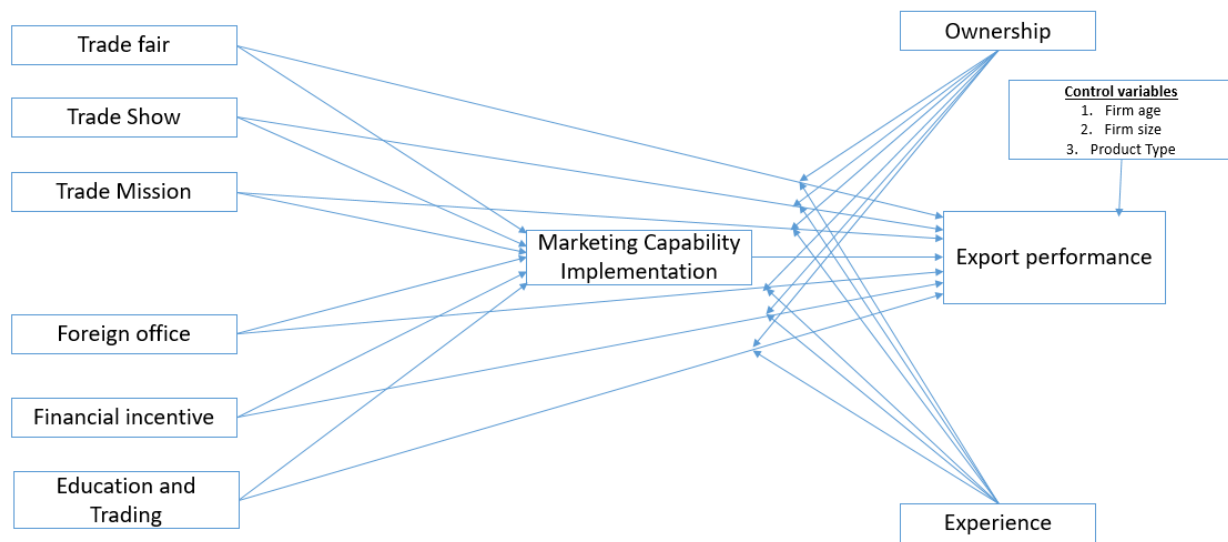 Trade fair
Trade Show
Trade Mission
Foreign office
Financial incentive
Education and
Trading
Marketing Capability
Implementation
Ownership
Control variables
1. Firm age
2. Firm size
3. Product Type
Export performance
Experience